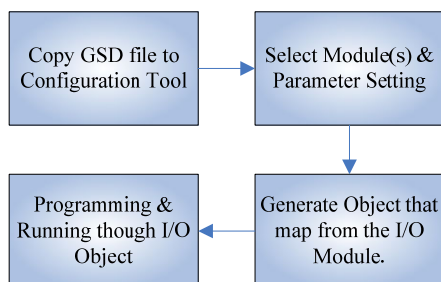 Copy GSD file to
Configuration Tool
Select Module(s) &
Parameter Setting
Generate Object that
map from the I/O
Module.
Programming &
Running though I/O
Object